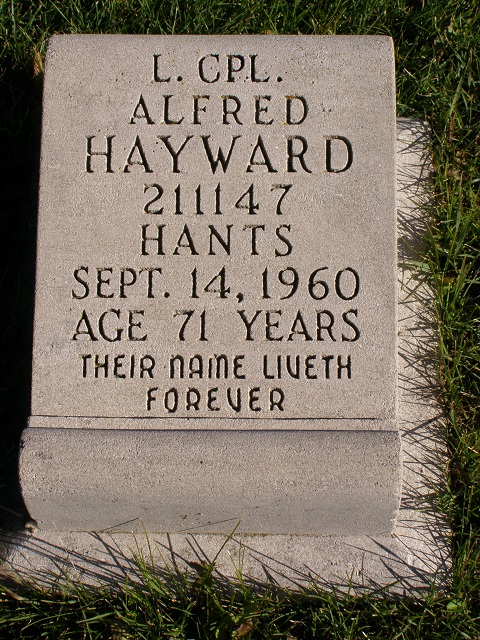 L. CPL.
ALFRED
HAYWARD
211147
HANTS
SEPT. 14, 1960
AGE 71 YEARS
THEIR NAME LIVETH
FOREVER